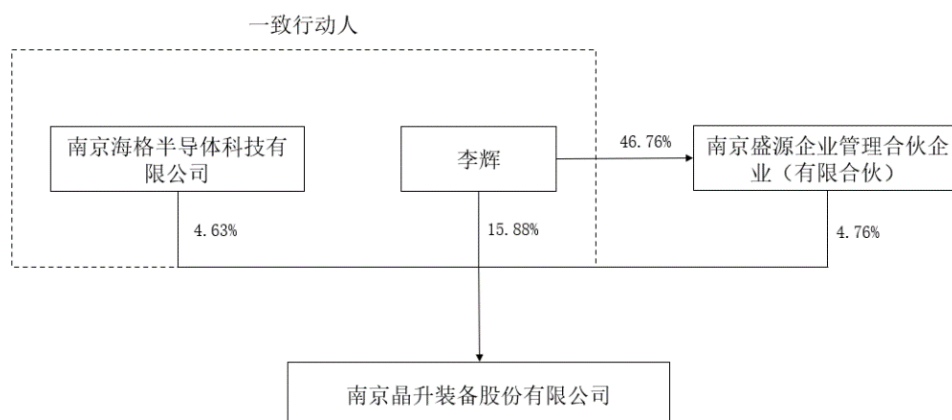 一致行动人
南京海格半导体科技有
限公司
李辉
46.76%
南京盛源企业管理合伙企
业（有限合伙）
4.63%
15.88%
4.76%
南京晶升装备股份有限公司